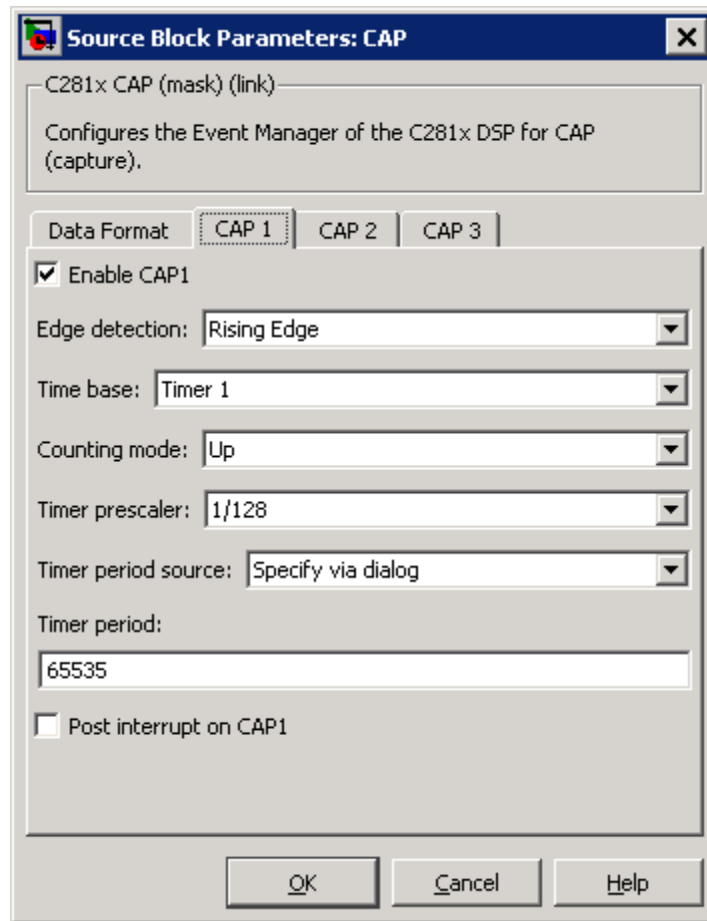 Source Block Parameters: CAP
C281x CAP (mask) (link)
Configures the Event Manager of the C281x DSP for CAP
(capture).
Data Format CAP 1 CAP 2 CAP 3
Enable CAP1
Edge detection: Rising Edge
Time base: Timer 1
Counting mode: Up
Timer prescaler: 1/128
Timer period source: Specify via dialog
Timer period:
65535
Post interrupt on CAP1
OK Cancel Help